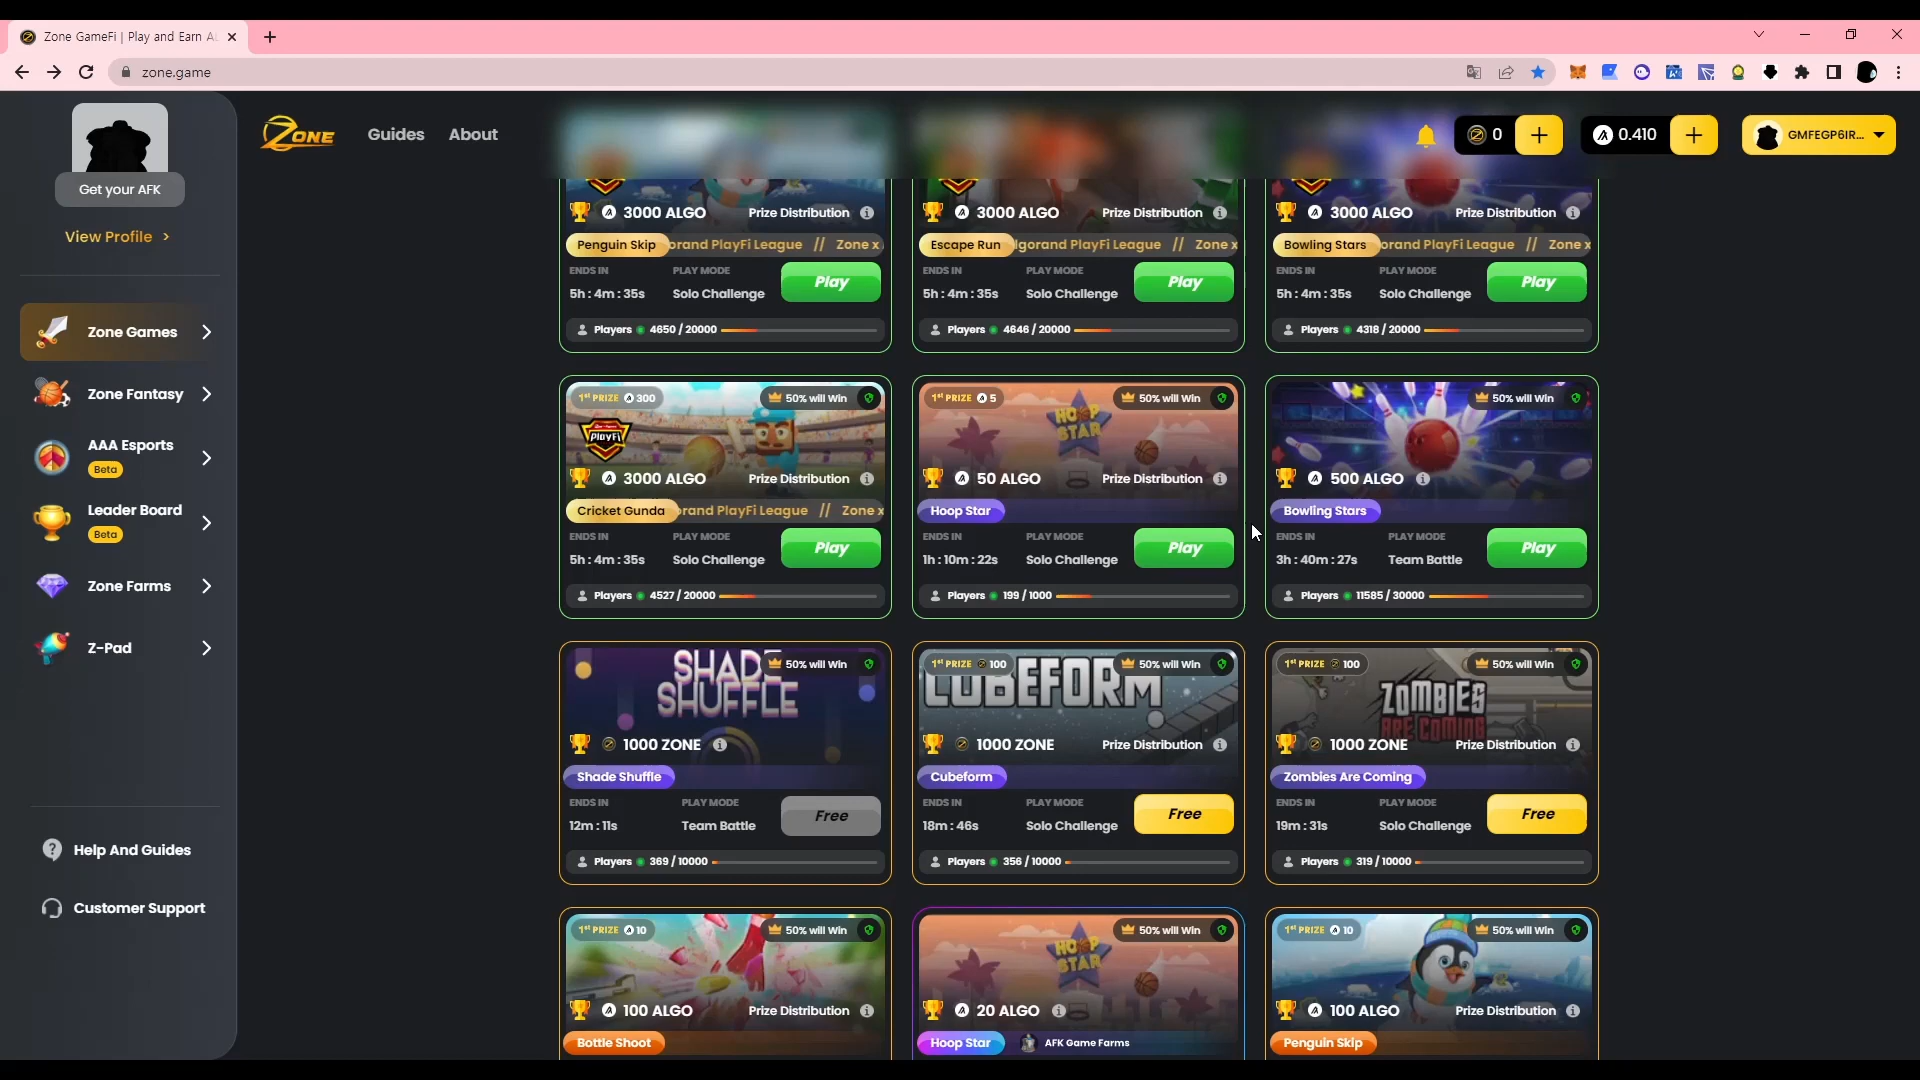 Zone GameFi | Play and Earn AL
zone.game
Get your AFK
View Profile >
Zone Games
Zone Fantasy
AAA Esports
Beta
Leader Board
Beta
Zone Farms
Z-Pad
Help And Guides
Customer Support
ZONE
Guides
About
0
0.410
GMFEGP6IR...
3000 ALGO
Prize Distribution
Penguin Skip
orand PlayFi League // Zone x
ENDS IN
PLAY MODE
Play
5h : 4m : 35s
Solo Challenge
Players 4650 / 20000
3000 ALGO
Prize Distribution
Escape Run
lgorand PlayFi League // Zone x
ENDS IN
PLAY MODE
Play
5h : 4m : 35s
Solo Challenge
Players 4646 / 20000
3000 ALGO
Prize Distribution
Bowling Stars
orand PlayFi League // Zone x
ENDS IN
PLAY MODE
Play
5h : 4m : 35s
Solo Challenge
Players 4318 / 20000
1st PRIZE 300
50% will Win
PlayFi
3000 ALGO
Prize Distribution
Cricket Gunda
orand PlayFi League // Zone x
ENDS IN
PLAY MODE
Play
5h : 4m : 35s
Solo Challenge
Players 4527 / 20000
1st PRIZE 5
50% will Win
HOOP STAR
50 ALGO
Prize Distribution
Hoop Star
ENDS IN
PLAY MODE
Play
1h : 10m : 22s
Solo Challenge
Players 199 / 1000
50% will Win
500 ALGO
Bowling Stars
ENDS IN
PLAY MODE
Play
3h : 40m : 27s
Team Battle
Players 11585 / 30000
SHADE
SHUFFLE
50% will Win
1000 ZONE
Shade Shuffle
ENDS IN
PLAY MODE
Free
12m : 11s
Team Battle
Players 369 / 10000
1st PRIZE 100
50% will Win
CUBEFORM
1000 ZONE
Prize Distribution
Cubeform
ENDS IN
PLAY MODE
Free
18m : 46s
Solo Challenge
Players 356 / 10000
1st PRIZE 100
50% will Win
ZOMBIES
ARE COMING
1000 ZONE
Prize Distribution
Zombies Are Coming
ENDS IN
PLAY MODE
Free
19m : 31s
Solo Challenge
Players 319 / 10000
1st PRIZE 10
50% will Win
100 ALGO
Prize Distribution
Bottle Shoot
50% will Win
HOOP STAR
20 ALGO
Hoop Star
AFK Game Farms
1st PRIZE 10
50% will Win
100 ALGO
Prize Distribution
Penguin Skip